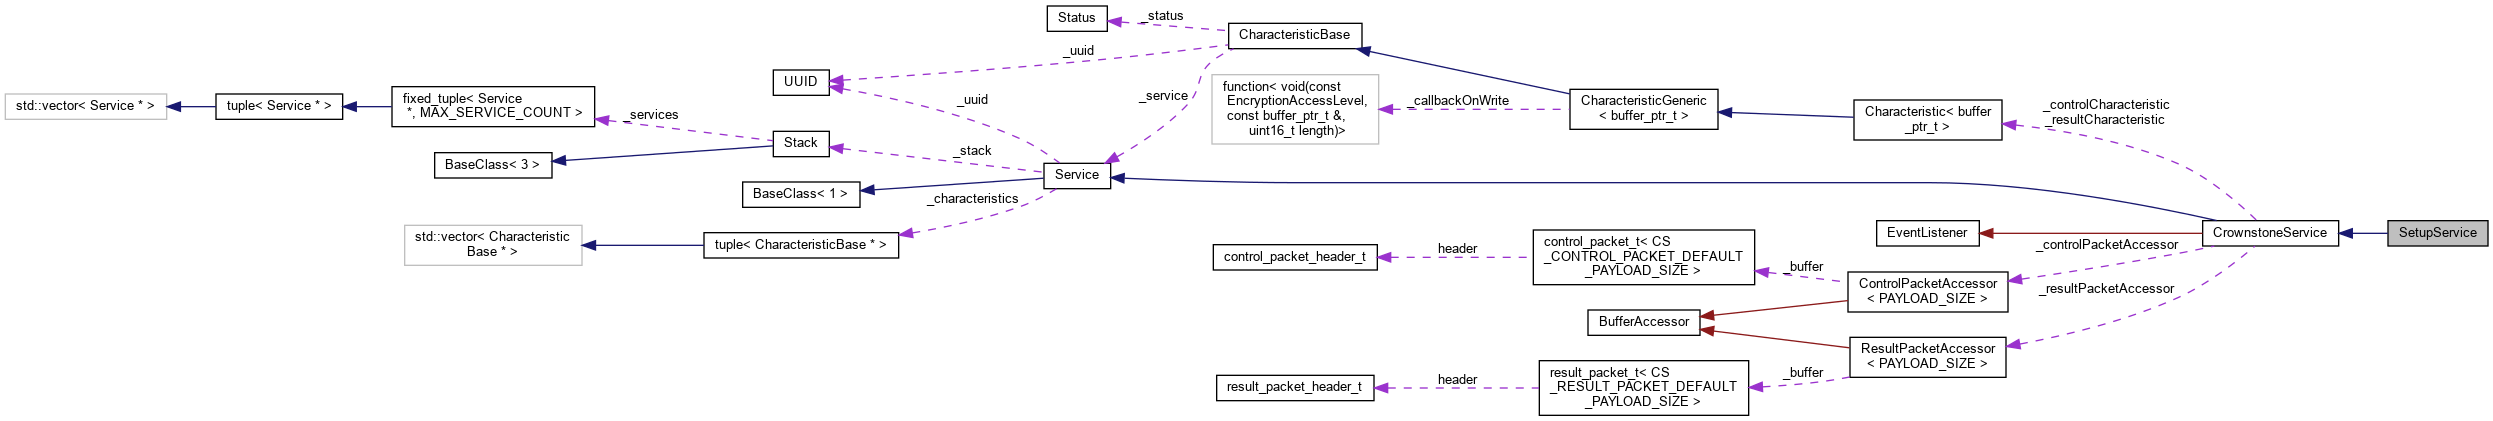 Status
_status
CharacteristicBase
_uuid
UUID
std::vector< Service * >
tuple< Service * >
fixed_tuple< Service
*, MAX_SERVICE_COUNT >
_services
_uuid
_service
function< void(const
EncryptionAccessLevel,
const buffer_ptr_t &,
uint16_t length)>
_callbackOnWrite
CharacteristicGeneric
< buffer_ptr_t >
Characteristic< buffer
_ptr_t >
_controlCharacteristic
_resultCharacteristic
Stack
_stack
BaseClass< 3 >
Service
BaseClass< 1 >
_characteristics
std::vector< Characteristic
Base * >
tuple< CharacteristicBase * >
EventListener
CrownstoneService
SetupService
_controlPacketAccessor
control_packet_header_t
header
control_packet_t< CS
_CONTROL_PACKET_DEFAULT
_PAYLOAD_SIZE >
_buffer
ControlPacketAccessor
< PAYLOAD_SIZE >
_resultPacketAccessor
BufferAccessor
ResultPacketAccessor
< PAYLOAD_SIZE >
result_packet_header_t
header
result_packet_t< CS
_RESULT_PACKET_DEFAULT
_PAYLOAD_SIZE >
_buffer